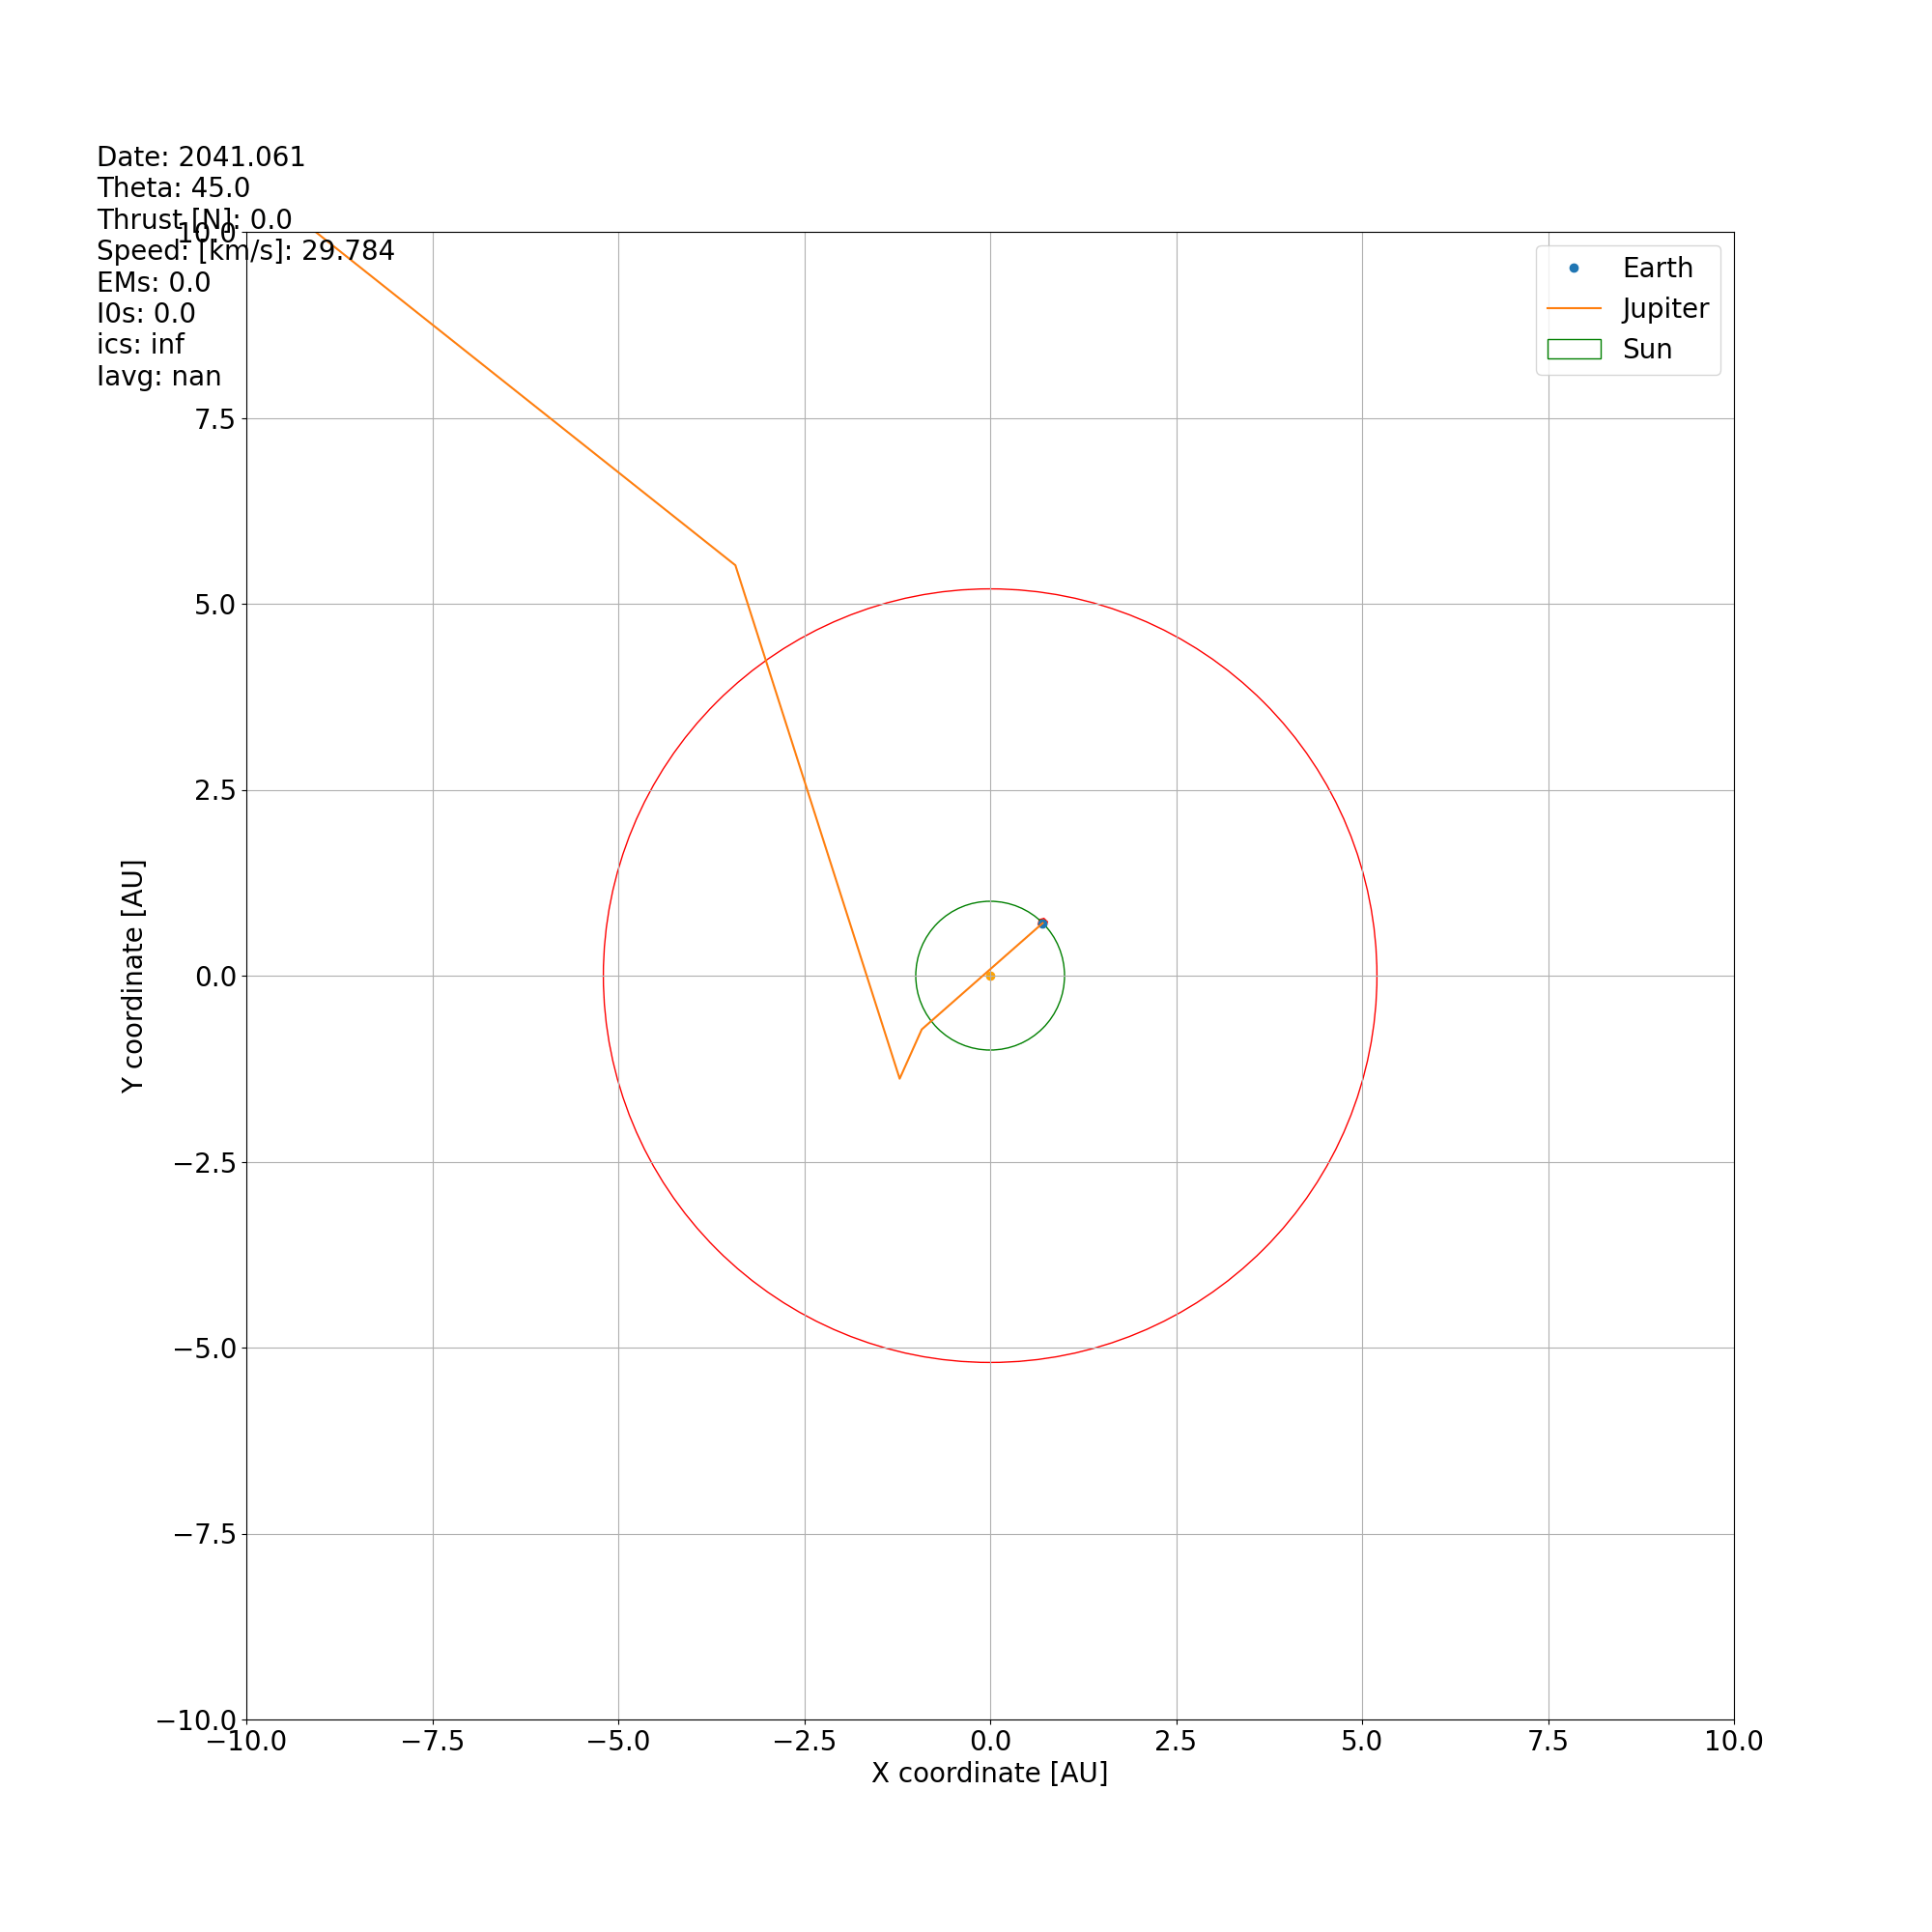 Date: 2041.061
Theta: 45.0
Thrust [N]: 0.0
Speed: [km/s]: 29.784
EMs: 0.0
I0s: 0.0
ics: inf
Iavg: nan
Earth
Jupiter
Sun
10.0
7.5
5.0
2.5
0.0
−2.5
−5.0
−7.5
−10.0
Y coordinate [AU]
−10.0 −7.5 −5.0 −2.5 0.0 2.5 5.0 7.5 10.0
X coordinate [AU]